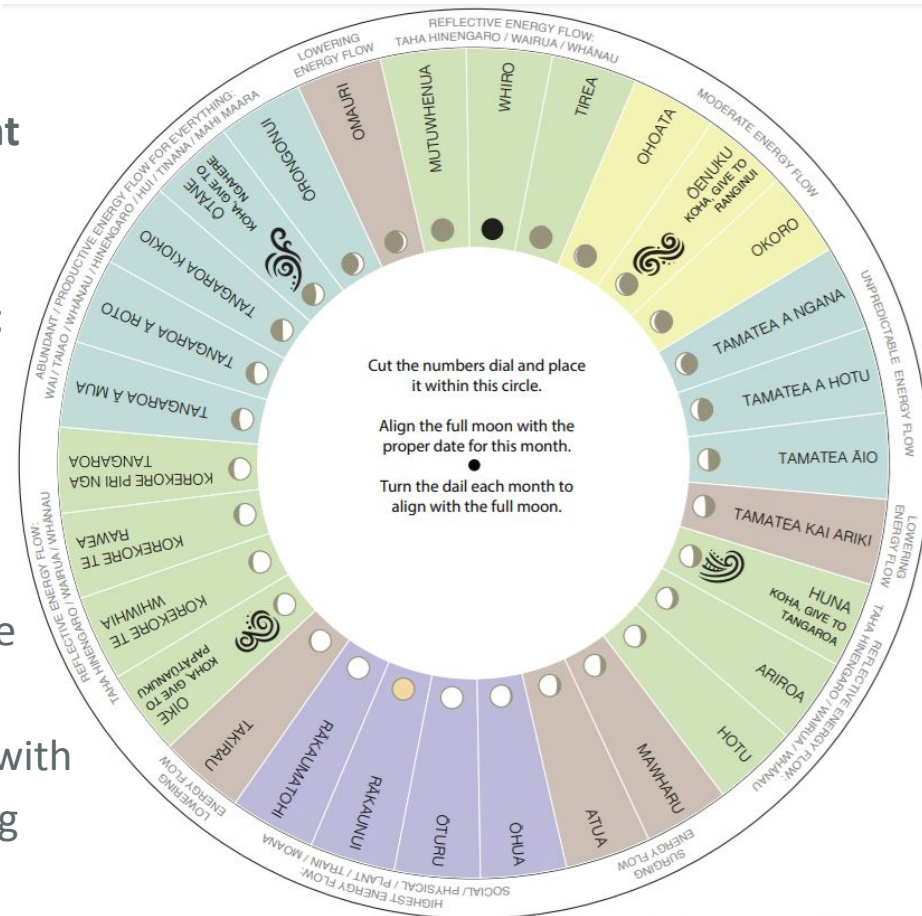 REFLECTIVE ENERGY FLOW:
TAHA HINENGARO / WAIRUA / WHĀNAU
MUTUWHENUA
WHIRO
TIREA
MODERATE ENERGY FLOW
OHOATA
ŌENUKU
KOHA, GIVE TO
RANGINUI
OKORO
UNPREDICTABLE ENERGY FLOW
TAMATEA A NGANA
TAMATEA A HOTU
TAMATEA ĀIO
LOWERING
ENERGY FLOW
TAMATEA KAI ARIKI
REFLECTIVE ENERGY FLOW:
TAHA HINENGARO / WAIRUA / WHĀNAU
HUNA
KOHA, GIVE TO
TANGAROA
ARIROA
HOTU
SURGING
ENERGY FLOW
MAWHARU
ATUA
HIGHEST ENERGY FLOW:
SOCIAL/ PHYSICAL / PLANT / TRAIN / MOANA
ŌHUA
ŌTURU
RĀKAUNUI
RĀKAUMATOHI
LOWERING
ENERGY FLOW
TAKIRAU
REFLECTIVE ENERGY FLOW:
TAHA HINENGARO / WAIRUA / WHĀNAU
OIKE
KOHA, GIVE TO
PAPATŪĀNUKU
KOREKORE TE
WHIWHIA
KOREKORE TE
RAWEA
KOREKORE PIRI NGA
TANGAROA
ABUNDANT / PRODUCTIVE ENERGY FLOW FOR EVERYTHING:
WAI / TAIAO / WHĀNAU / HINENGARO / HUI / TINANA / MAHI MAARA
TANGAROA Ā MUA
TANGAROA Ā ROTO
TANGAROA KIOKIO
ŌTĀNE
KOHA, GIVE TO
NGAHERE
ŌRONGONUI
LOWERING
ENERGY FLOW
OMAURI
Cut the numbers dial and place
it within this circle.
Align the full moon with the
proper date for this month.
Turn the dail each month to
align with the full moon.
with